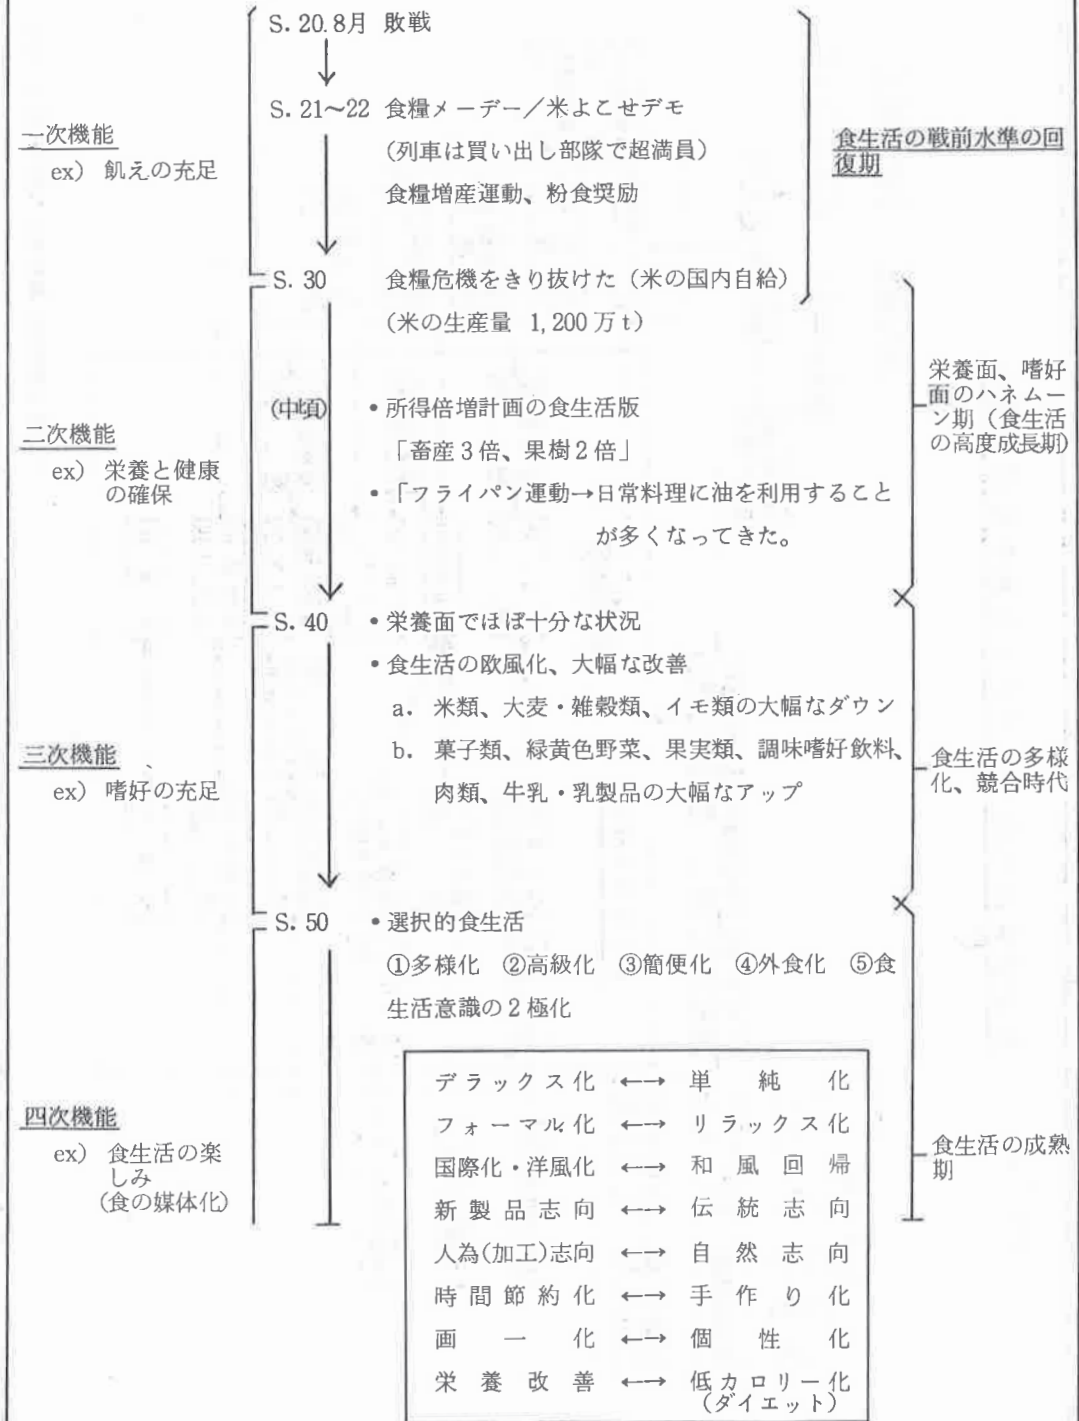 S. 20.8月 敗戦
S. 21〜22 食糧メーデー／米よこせデモ
(列車は買い出し部隊で超満員)
食糧増産運動、粉食奨励
一次機能
ex) 飢えの充足
食生活の戦前水準の回
復期
S. 30 食糧危機をきり抜けた（米の国内自給）
(米の生産量 1,200万t)
(中頃)
• 所得倍増計画の食生活版
「畜産3倍、果樹2倍」
• 「フライパン運動→日常料理に油を利用すること
が多くなってきた。
二次機能
ex) 栄養と健康
の確保
栄養面、嗜好
面のハネムー
ン期（食生活
の高度成長期)
S. 40 • 栄養面でほぼ十分な状況
• 食生活の欧風化、大幅な改善
a. 米類、大麦・雑穀類、イモ類の大幅なダウン
b. 菓子類、緑黄色野菜、果実類、調味嗜好飲料、
肉類、牛乳・乳製品の大幅なアップ
三次機能
ex) 嗜好の充足
食生活の多様
化、競合時代
S. 50 • 選択的食生活
①多様化 ②高級化 ③簡便化 ④外食化 ⑤食
生活意識の2極化
四次機能
ex) 食生活の楽
しみ
(食の媒体化)
デラックス化 ←→ 単純化
フォーマル化 ←→ リラックス化
国際化・洋風化 ←→ 和風回帰
新製品志向 ←→ 伝統志向
人為(加工)志向 ←→ 自然志向
時間節約化 ←→ 手作り化
画一化 ←→ 個性化
栄養改善 ←→ 低カロリー化
(ダイエット)
食生活の成熟
期